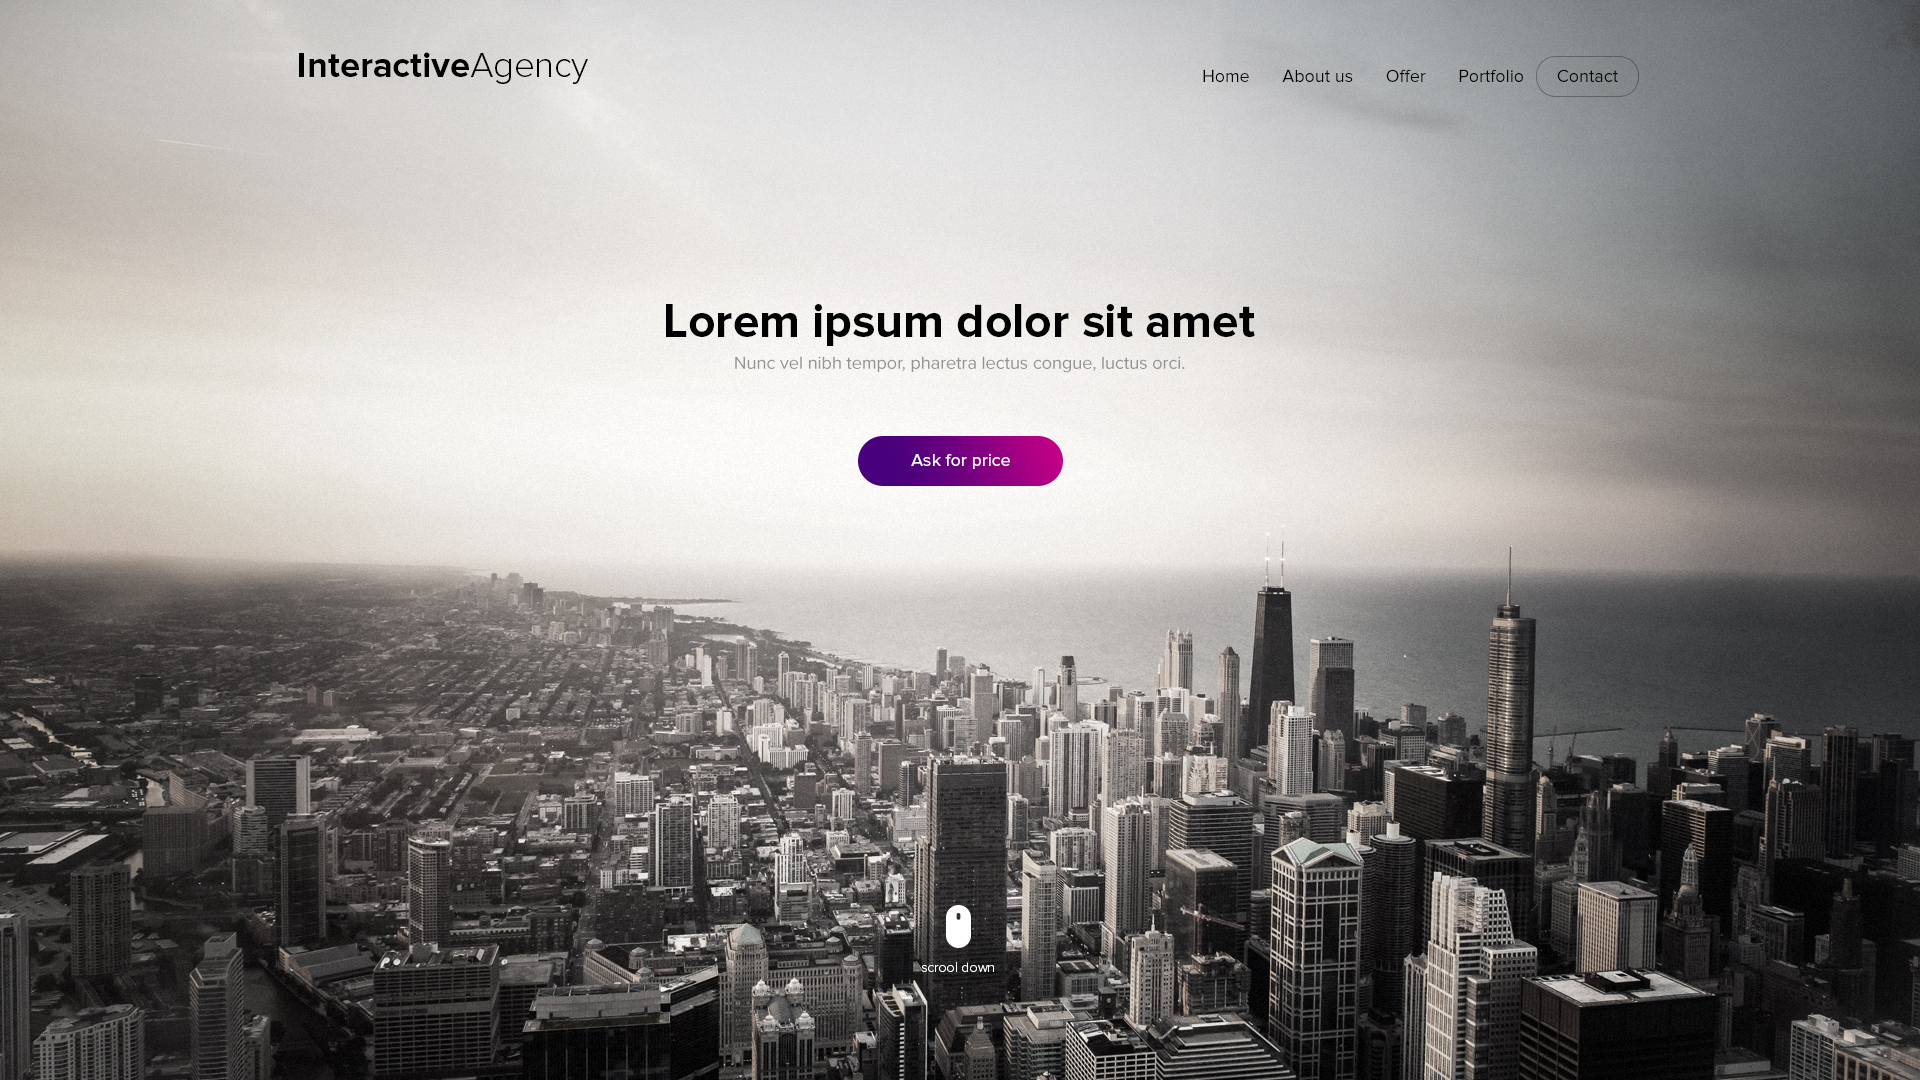 InteractiveAgency
Home About us Offer Portfolio Contact
Lorem ipsum dolor sit amet
Nunc vel nibh tempor, pharetra lectus congue, luctus orci.
Ask for price
scrool down